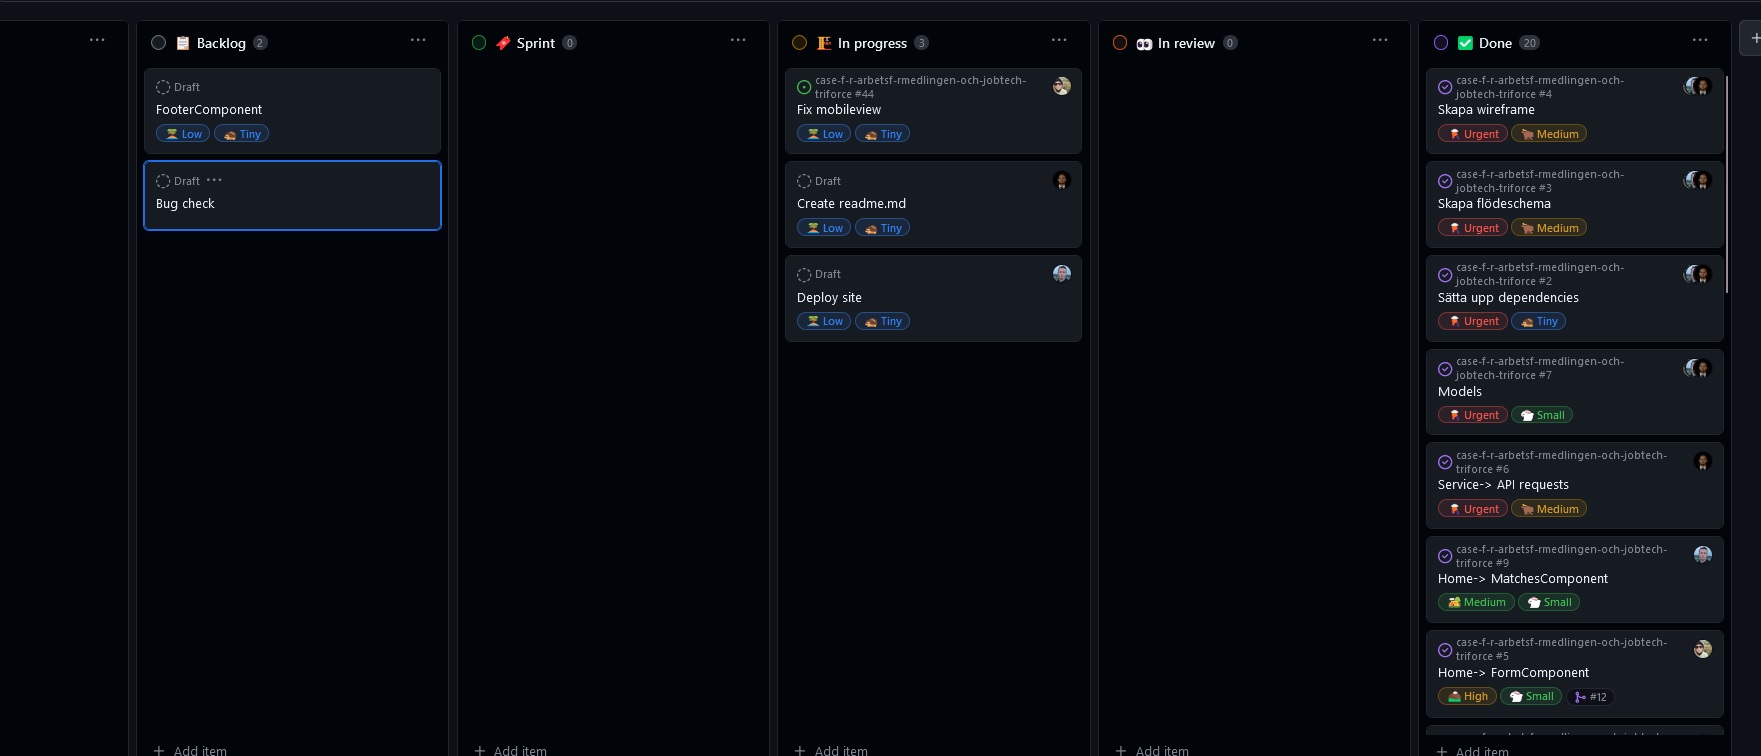 Backlog 2
Draft
FooterComponent
Low Tiny
Draft
Bug check
Add item
Sprint 0
Add item
In progress 3
case-f-r-arbetsf-rmedlingen-och-jobtech-
triforce #44
Fix mobileview
Low Tiny
Draft
Create readme.md
Low Tiny
Draft
Deploy site
Low Tiny
Add item
In review 0
Add item
Done 20
case-f-r-arbetsf-rmedlingen-och-
jobtech-triforce #4
Skapa wireframe
Urgent Medium
case-f-r-arbetsf-rmedlingen-och-
jobtech-triforce #3
Skapa flödeschema
Urgent Medium
case-f-r-arbetsf-rmedlingen-och-
jobtech-triforce #2
Sätta upp dependencies
Urgent Tiny
case-f-r-arbetsf-rmedlingen-och-
jobtech-triforce #7
Models
Urgent Small
case-f-r-arbetsf-rmedlingen-och-jobtech-
triforce #6
Service-> API requests
Urgent Medium
case-f-r-arbetsf-rmedlingen-och-jobtech-
triforce #9
Home-> MatchesComponent
Medium Small
case-f-r-arbetsf-rmedlingen-och-jobtech-
triforce #5
Home-> FormComponent
High Small #12
Add item